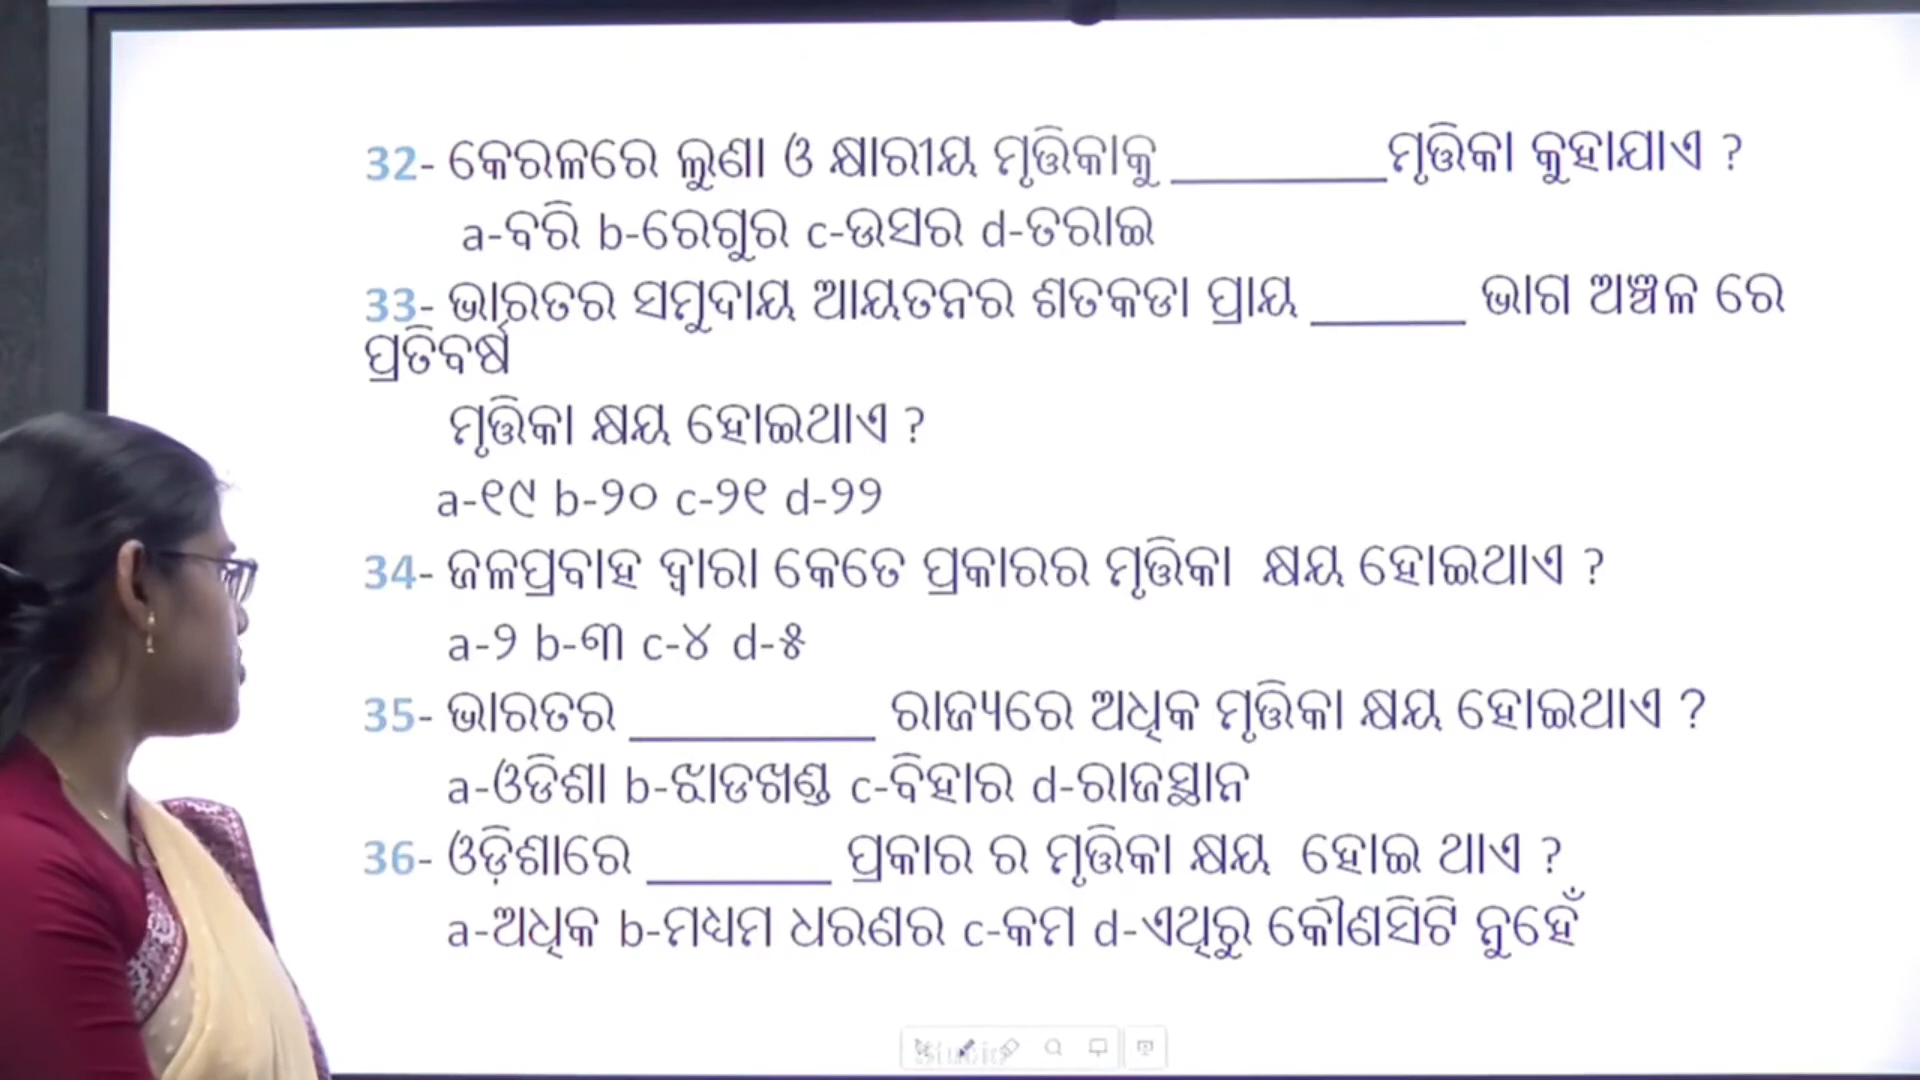 32- କେରଳରେ ଲୁଣା ଓ କ୍ଷାରୀୟ ମୃତ୍ତିକାକୁ _________ମୃତ୍ତିକା କୁହାଯାଏ ?
a-ବରି b-ରେଗୁର c-ଉସର d-ତରାଇ
33- ଭାରତର ସମୁଦାୟ ଆୟତନର ଶତକଡା ପ୍ରାୟ ______ ଭାଗ ଅଞ୍ଚଳ ରେ
ପ୍ରତିବର୍ଷ
ମୃତ୍ତିକା କ୍ଷୟ ହୋଇଥାଏ ?
a-୧୯ b-୨୦ c-୨୧ d-୨୨
34- ଜଳପ୍ରବାହ ଦ୍ୱାରା କେତେ ପ୍ରକାରର ମୃତ୍ତିକା କ୍ଷୟ ହୋଇଥାଏ ?
a-୨ b-୩ c-୪ d-୫
35- ଭାରତର __________ ରାଜ୍ୟରେ ଅଧିକ ମୃତ୍ତିକା କ୍ଷୟ ହୋଇଥାଏ ?
a-ଓଡିଶା b-ଝାଡଖଣ୍ଡ c-ବିହାର d-ରାଜସ୍ଥାନ
36- ଓଡ଼ିଶାରେ _______ ପ୍ରକାର ର ମୃତ୍ତିକା କ୍ଷୟ ହୋଇ ଥାଏ ?
a-ଅଧିକ b-ମଧ୍ୟମ ଧରଣର c-କମ d-ଏଥିରୁ କୌଣସିଟି ନୁହେଁ